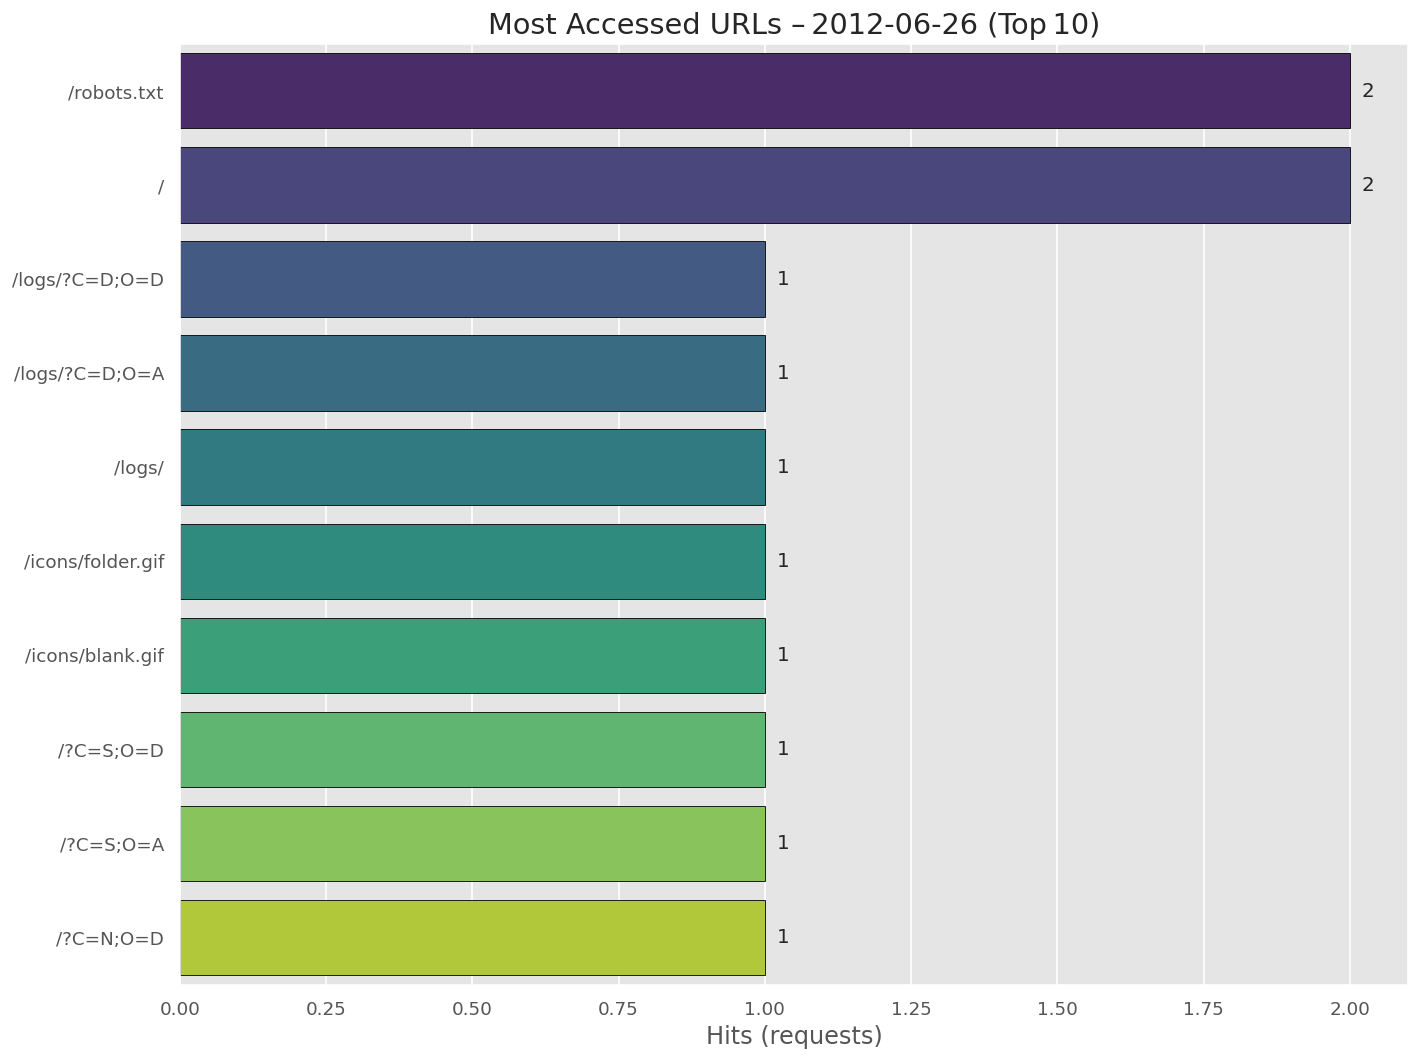 Most Accessed URLs – 2012-06-26 (Top 10)
/robots.txt 2
/ 2
/logs/?C=D;O=D 1
/logs/?C=D;O=A 1
/logs/ 1
/icons/folder.gif 1
/icons/blank.gif 1
/?C=S;O=D 1
/?C=S;O=A 1
/?C=N;O=D 1
0.00 0.25 0.50 0.75 1.00 1.25 1.50 1.75 2.00
Hits (requests)